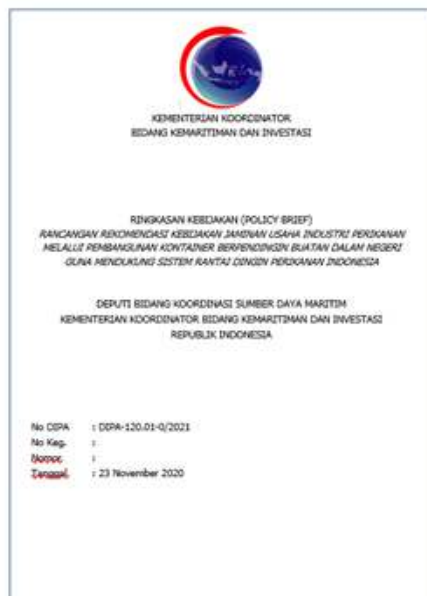 KEMENTERIAN KOORDINATOR
BIDANG KEMARITIMAN DAN INVESTASI
RINGKASAN KEBIJAKAN (POLICY BRIEF)
RANCANGAN REKOMENDASI KEBIJAKAN JAMINAN USAHA INDUSTRI PERIKANAN
MELALUI PEMBANGUNAN KONTAINER BERPENDINGIN BUATAN DALAM NEGERI
GUNA MENDUKUNG SISTEM RANTAI DINGIN PERIKANAN INDONESIA
DEPUTI BIDANG KOORDINASI SUMBER DAYA MARITIM
KEMENTERIAN KOORDINATOR BIDANG KEMARITIMAN DAN INVESTASI
REPUBLIK INDONESIA
No DIPA : DIPA-120.01-0/2021
No Keg. :
Nomor :
Tanggal : 23 November 2020